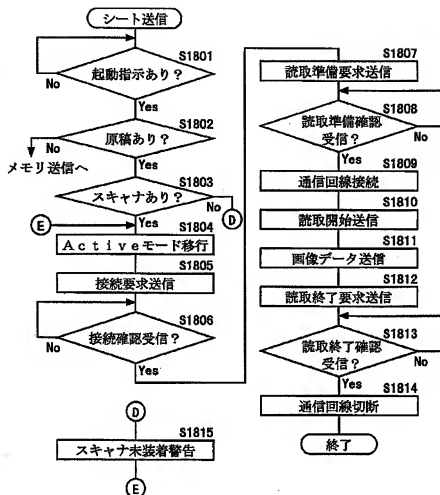 シート送信
S1801
起動指示あり?
No
Yes
S1802
原稿あり?
No
メモリ送信へ
Yes
S1803
スキャナあり?
No
D
Yes
E
S1804
Activeモード移行
S1805
接続要求送信
S1806
接続確認受信?
No
Yes
D
S1815
スキャナ未装着警告
E
S1807
読取準備要求送信
S1808
読取準備確認
受信?
No
Yes
S1809
通信回線接続
S1810
読取開始送信
S1811
画像データ送信
S1812
読取終了要求送信
S1813
読取終了確認
受信?
No
Yes
S1814
通信回線切断
終了